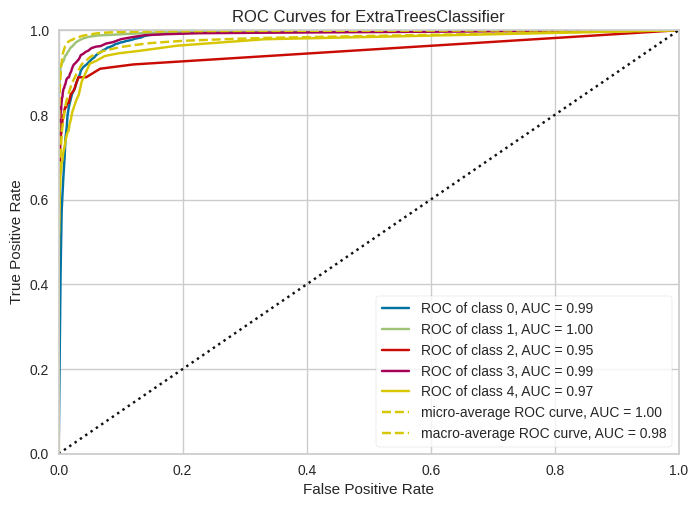 ROC Curves for ExtraTreesClassifier
1.0
0.8
0.6
0.4
0.2
0.0
True Positive Rate
ROC of class 0, AUC = 0.99
ROC of class 1, AUC = 1.00
ROC of class 2, AUC = 0.95
ROC of class 3, AUC = 0.99
ROC of class 4, AUC = 0.97
micro-average ROC curve, AUC = 1.00
macro-average ROC curve, AUC = 0.98
0.0 0.2 0.4 0.6 0.8 1.0
False Positive Rate